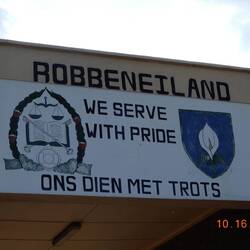 ROBBENEILAND
WE SERVE
WITH PRIDE
ONS DIEN MET TROTS
10.16